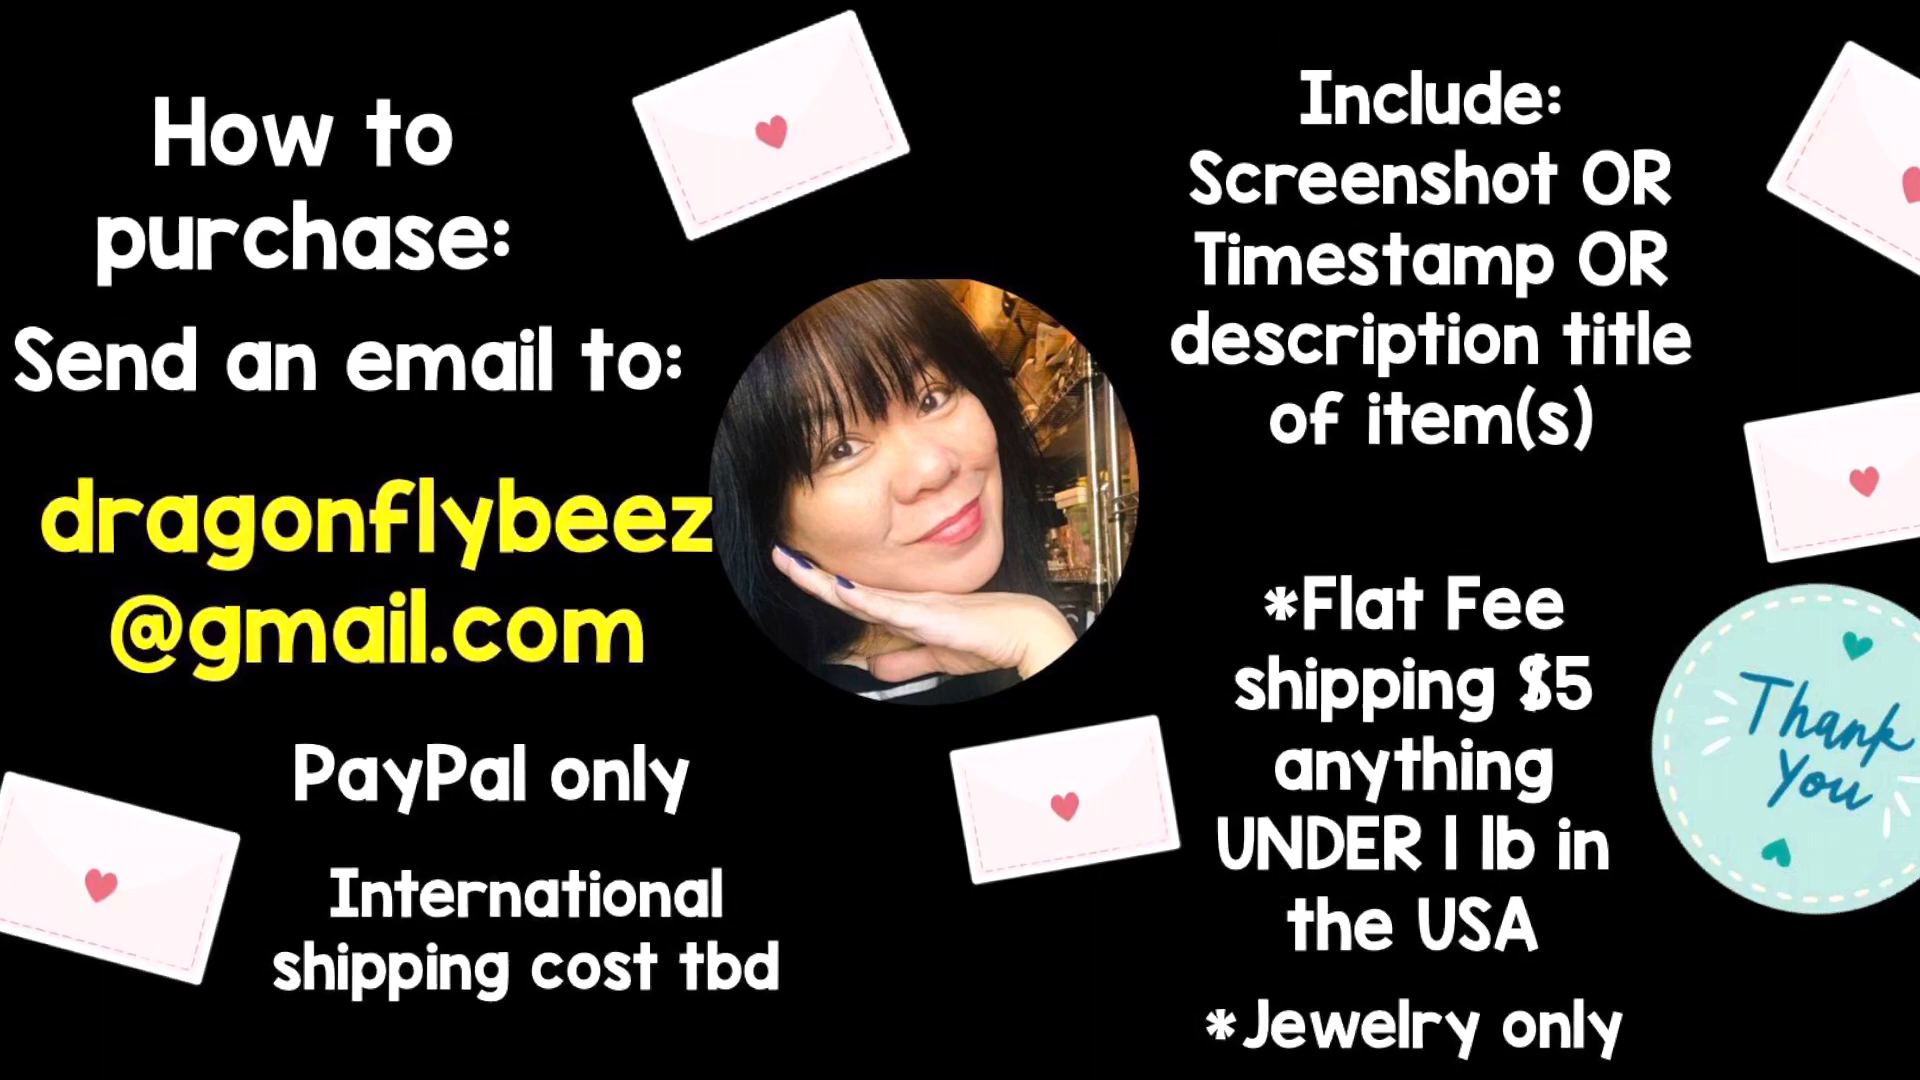 How to
purchase:
Send an email to:
dragonflybeez
@gmail.com
PayPal only
International
shipping cost tbd
Include:
Screenshot OR
Timestamp OR
description title
of item(s)
*Flat Fee
shipping $5
anything
UNDER 1 lb in
the USA
*Jewelry only
Thank
You